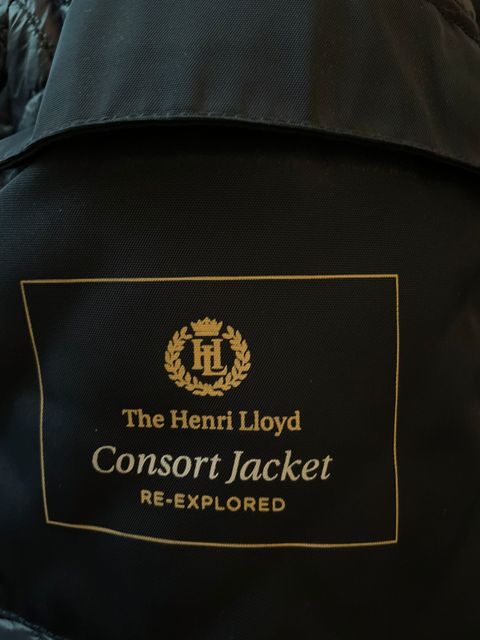 HL
The Henri Lloyd
Consort Jacket
RE-EXPLORED